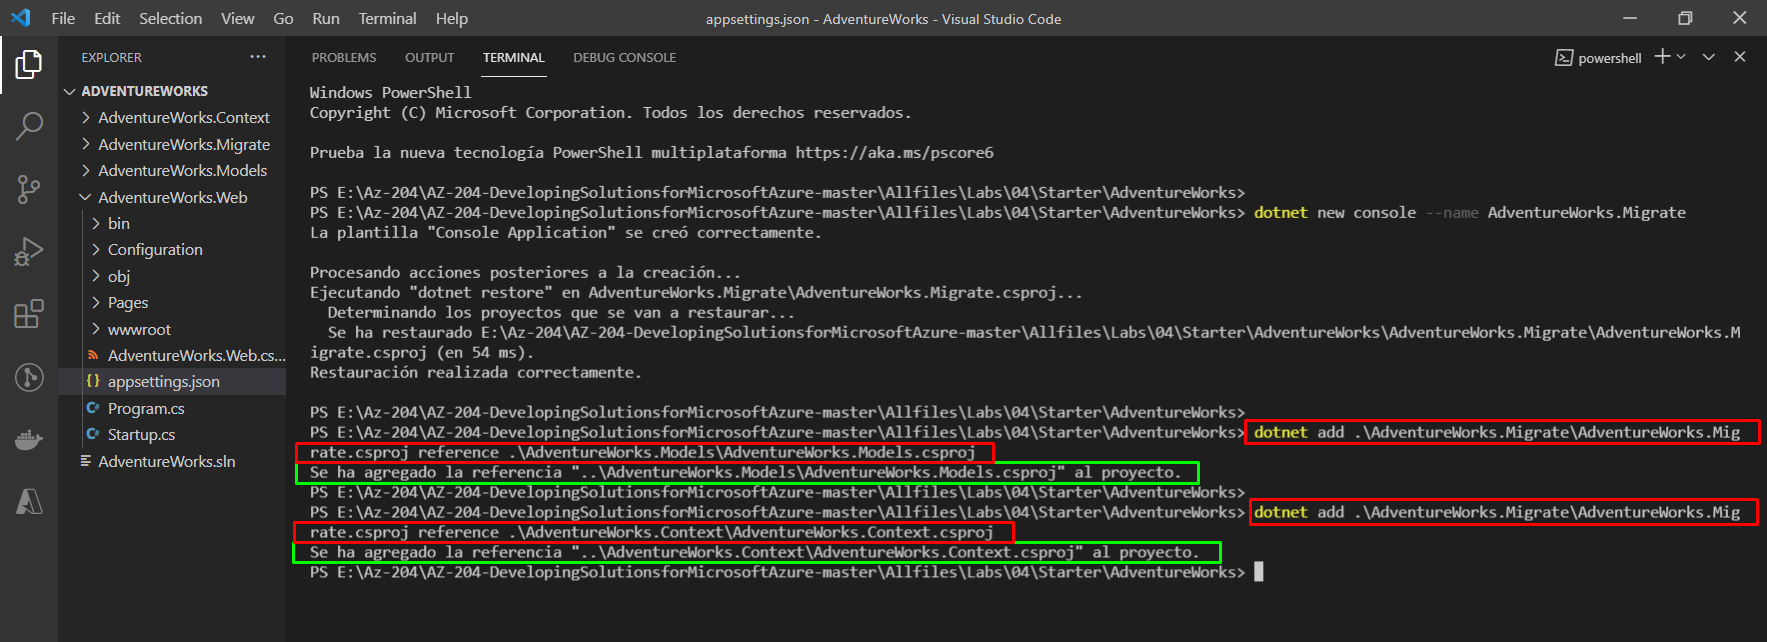 File Edit Selection View Go Run Terminal Help
appsettings.json - AdventureWorks - Visual Studio Code
EXPLORER
ADVENTUREWORKS
AdventureWorks.Context
AdventureWorks.Migrate
AdventureWorks.Models
AdventureWorks.Web
bin
Configuration
obj
Pages
wwwroot
AdventureWorks.Web.cs...
{} appsettings.json
C# Program.cs
C# Startup.cs
AdventureWorks.sln
PROBLEMS OUTPUT TERMINAL DEBUG CONSOLE
powershell
Windows PowerShell
Copyright (C) Microsoft Corporation. Todos los derechos reservados.
Prueba la nueva tecnología PowerShell multiplataforma https://aka.ms/pscore6
PS E:\Az-204\AZ-204-DevelopingSolutionsforMicrosoftAzure-master\Allfiles\Labs\04\Starter\AdventureWorks>
PS E:\Az-204\AZ-204-DevelopingSolutionsforMicrosoftAzure-master\Allfiles\Labs\04\Starter\AdventureWorks> dotnet new console --name AdventureWorks.Migrate
La plantilla "Console Application" se creó correctamente.
Procesando acciones posteriores a la creación...
Ejecutando "dotnet restore" en AdventureWorks.Migrate\AdventureWorks.Migrate.csproj...
Determinando los proyectos que se van a restaurar...
Se ha restaurado E:\Az-204\AZ-204-DevelopingSolutionsforMicrosoftAzure-master\Allfiles\Labs\04\Starter\AdventureWorks\AdventureWorks.Migrate\AdventureWorks.M
igrate.csproj (en 54 ms).
Restauración realizada correctamente.
PS E:\Az-204\AZ-204-DevelopingSolutionsforMicrosoftAzure-master\Allfiles\Labs\04\Starter\AdventureWorks>
PS E:\Az-204\AZ-204-DevelopingSolutionsforMicrosoftAzure-master\Allfiles\Labs\04\Starter\AdventureWorks> dotnet add .\AdventureWorks.Migrate\AdventureWorks.Mig
rate.csproj reference .\AdventureWorks.Models\AdventureWorks.Models.csproj
Se ha agregado la referencia "..\AdventureWorks.Models\AdventureWorks.Models.csproj" al proyecto.
PS E:\Az-204\AZ-204-DevelopingSolutionsforMicrosoftAzure-master\Allfiles\Labs\04\Starter\AdventureWorks>
PS E:\Az-204\AZ-204-DevelopingSolutionsforMicrosoftAzure-master\Allfiles\Labs\04\Starter\AdventureWorks> dotnet add .\AdventureWorks.Migrate\AdventureWorks.Mig
rate.csproj reference .\AdventureWorks.Context\AdventureWorks.Context.csproj
Se ha agregado la referencia "..\AdventureWorks.Context\AdventureWorks.Context.csproj" al proyecto.
PS E:\Az-204\AZ-204-DevelopingSolutionsforMicrosoftAzure-master\Allfiles\Labs\04\Starter\AdventureWorks>